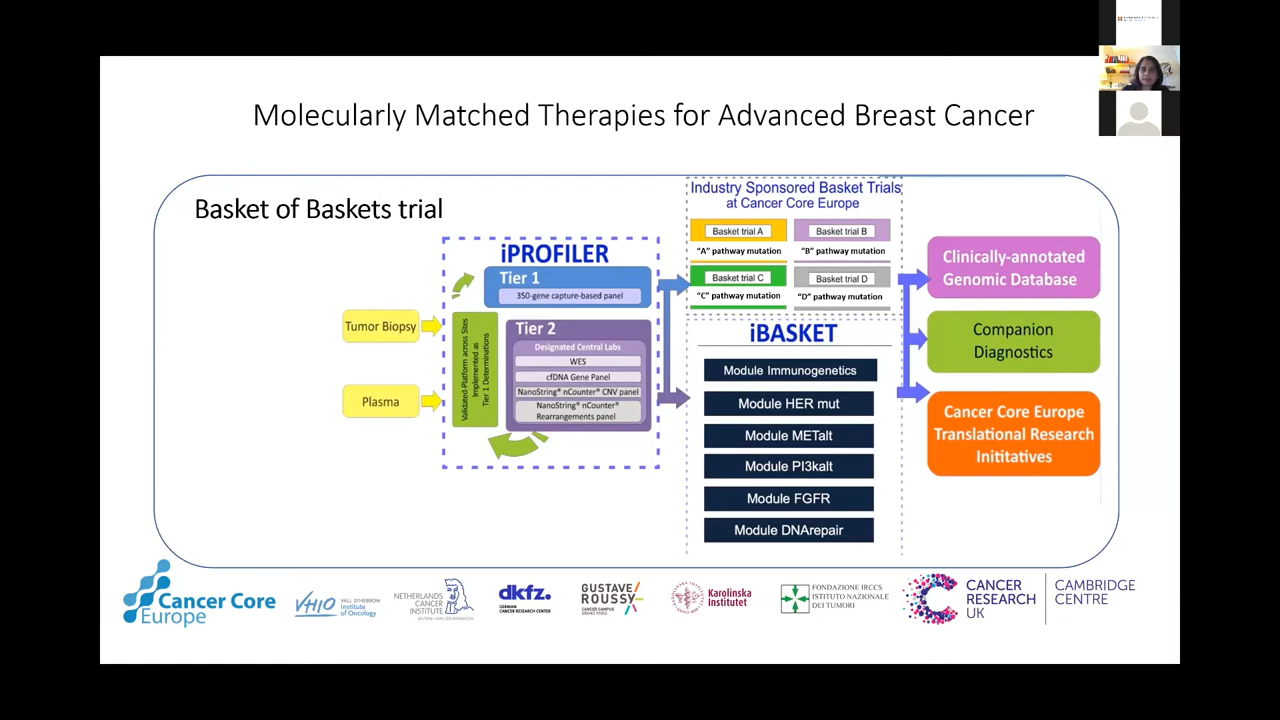 Molecularly Matched Therapies for Advanced Breast Cancer
Basket of Baskets trial
Tumor Biopsy
Plasma
iPROFILER
Tier 1
350-gene capture-based panel
Validated-Platform across Sites
Implemented as
Tier 1 Determinations
Tier 2
Designated Central Labs
WES
cfDNA Gene Panel
NanoString® nCounter® CNV panel
NanoString® nCounter®
Rearrangements panel
Industry Sponsored Basket Trials
at Cancer Core Europe
Basket trial A
"A" pathway mutation
Basket trial B
"B" pathway mutation
Basket trial C
"C" pathway mutation
Basket trial D
"D" pathway mutation
iBASKET
Module Immunogenetics
Module HER mut
Module METalt
Module PI3kalt
Module FGFR
Module DNArepair
Clinically-annotated
Genomic Database
Companion
Diagnostics
Cancer Core Europe
Translational Research
Inititatives
Cancer Core
Europe
VHIO
VALL D'HEBRON
Institute
of Oncology
NETHERLANDS
CANCER
INSTITUTE
ANTONI VAN LEEUWENHOEK
dkfz.
GERMAN
CANCER RESEARCH CENTER
GUSTAVE
ROUSSY
CANCER CAMPUS
GRAND PARIS
Karolinska
Institutet
FONDAZIONE IRCCS
ISTITUTO NAZIONALE
DEI TUMORI
CANCER
RESEARCH
UK
CAMBRIDGE
CENTRE